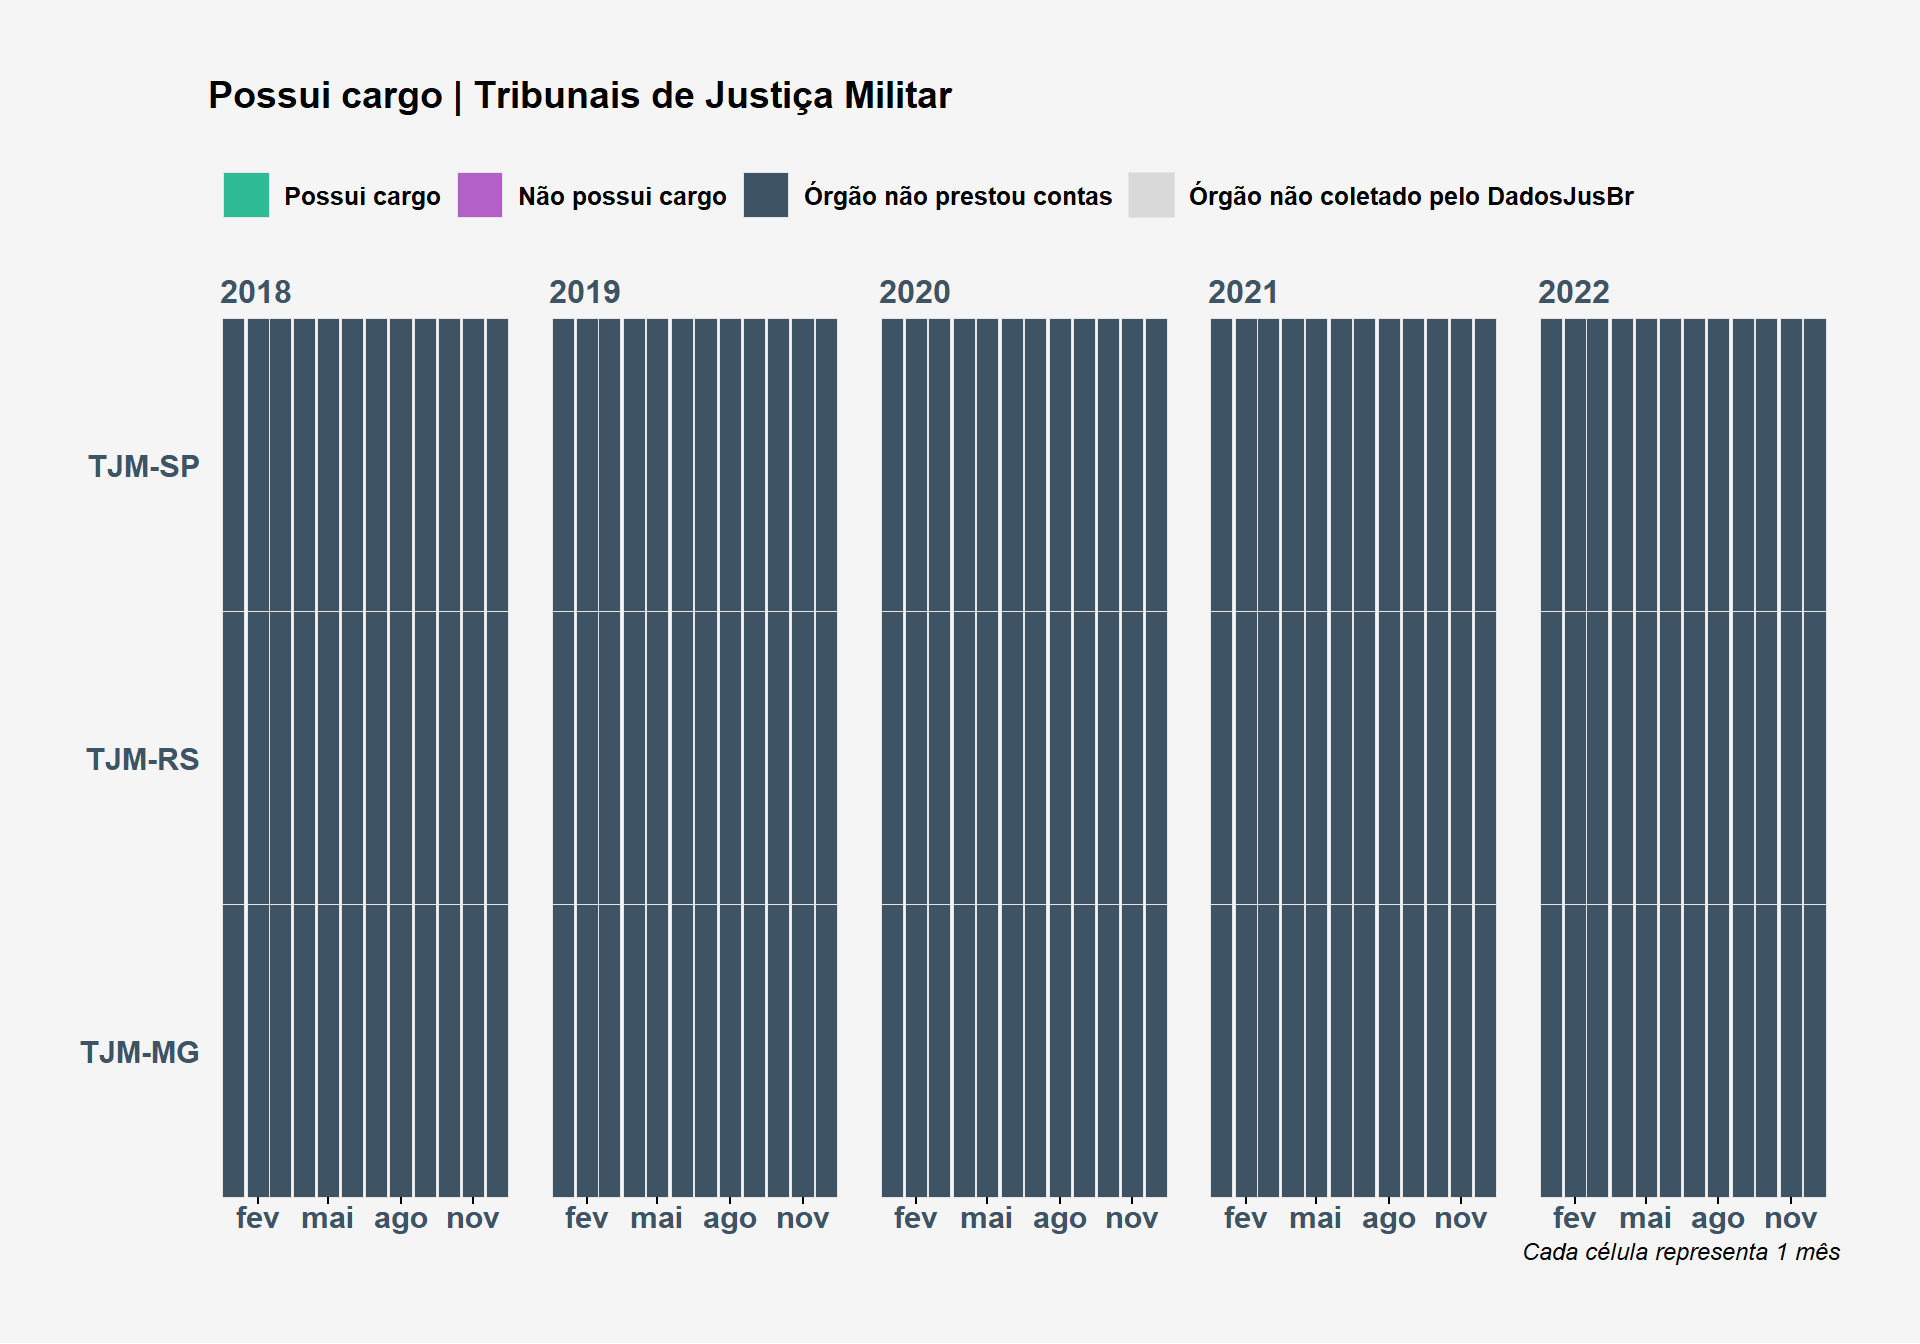 Possui cargo | Tribunais de Justiça Militar
Possui cargo Não possui cargo Órgão não prestou contas Órgão não coletado pelo DadosJusBr
2018 2019 2020 2021 2022
TJM-SP
TJM-RS
TJM-MG
fev mai ago nov fev mai ago nov fev mai ago nov fev mai ago nov fev mai ago nov
Cada célula representa 1 mês